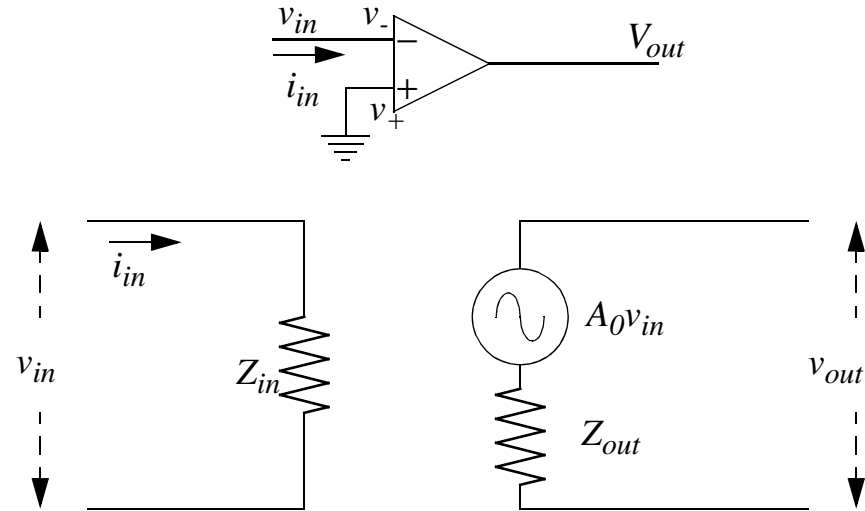 v_in v_-
−
V_out
i_in
+
v_+
i_in
A_0v_in
v_in
Z_in
v_out
Z_out